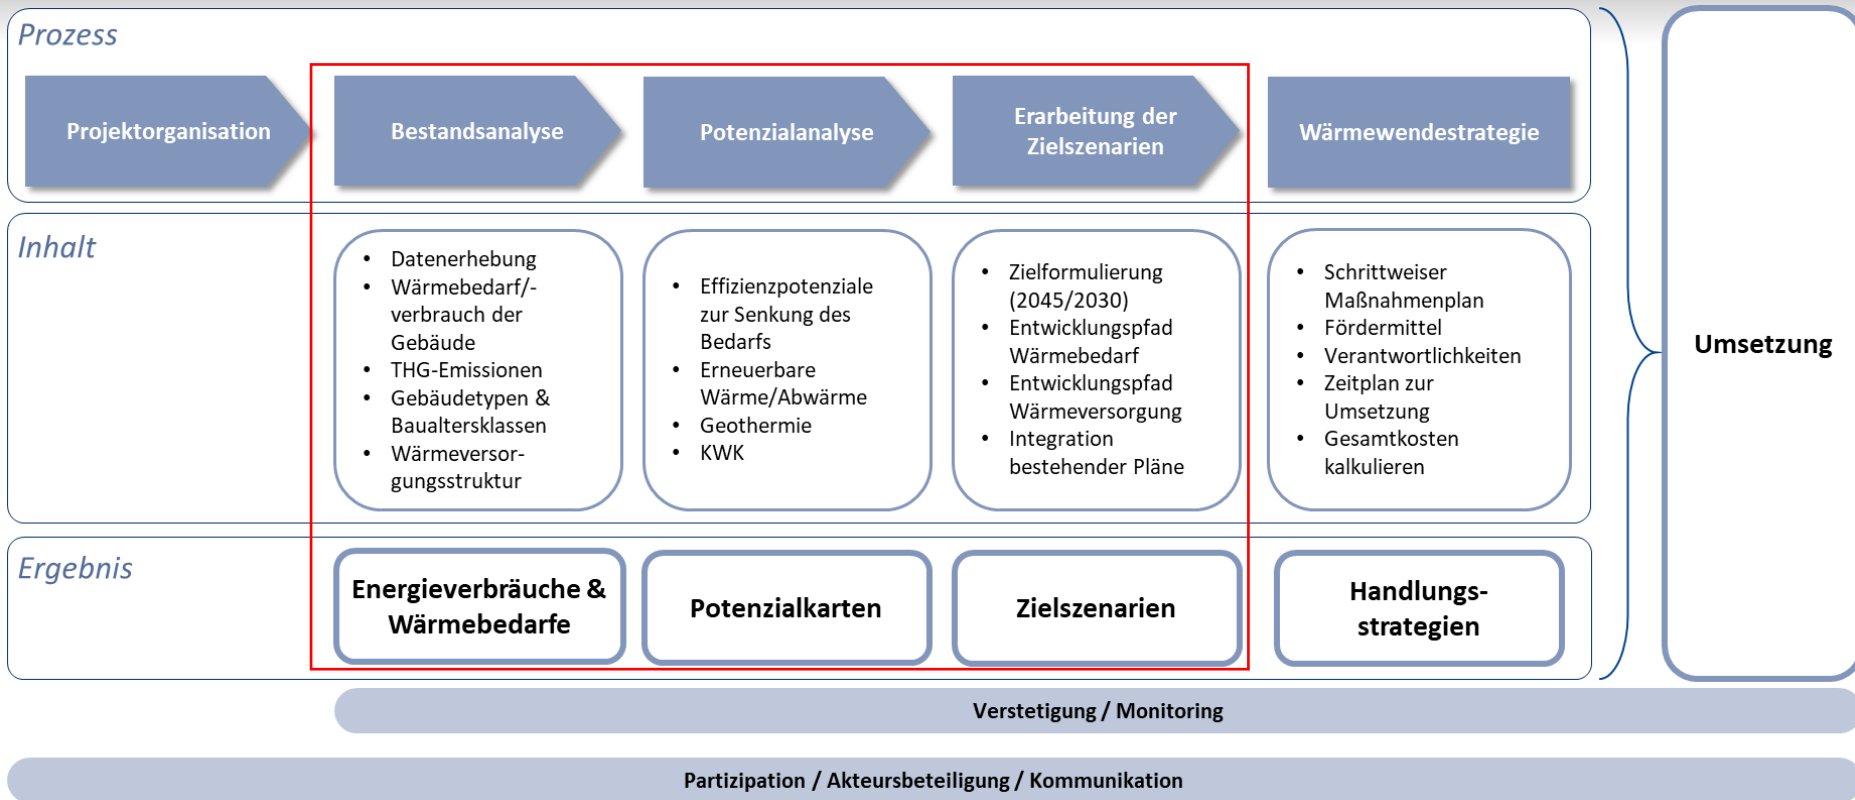 Prozess
Projektorganisation
Bestandsanalyse
Potenzialanalyse
Erarbeitung der
Zielszenarien
Wärmewendestrategie
Inhalt
• Datenerhebung
• Wärmebedarf/-
verbrauch der
Gebäude
• THG-Emissionen
• Gebäudetypen &
Baualtersklassen
• Wärmeversor-
gungsstruktur
• Effizienzpotenziale
zur Senkung des
Bedarfs
• Erneuerbare
Wärme/Abwärme
• Geothermie
• KWK
• Zielformulierung
(2045/2030)
• Entwicklungspfad
Wärmebedarf
• Entwicklungspfad
Wärmeversorgung
• Integration
bestehender Pläne
• Schrittweiser
Maßnahmenplan
• Fördermittel
• Verantwortlichkeiten
• Zeitplan zur
Umsetzung
• Gesamtkosten
kalkulieren
Ergebnis
Energieverbräuche &
Wärmebedarfe
Potenzialkarten
Zielszenarien
Handlungs-
strategien
Umsetzung
Verstetigung / Monitoring
Partizipation / Akteursbeteiligung / Kommunikation